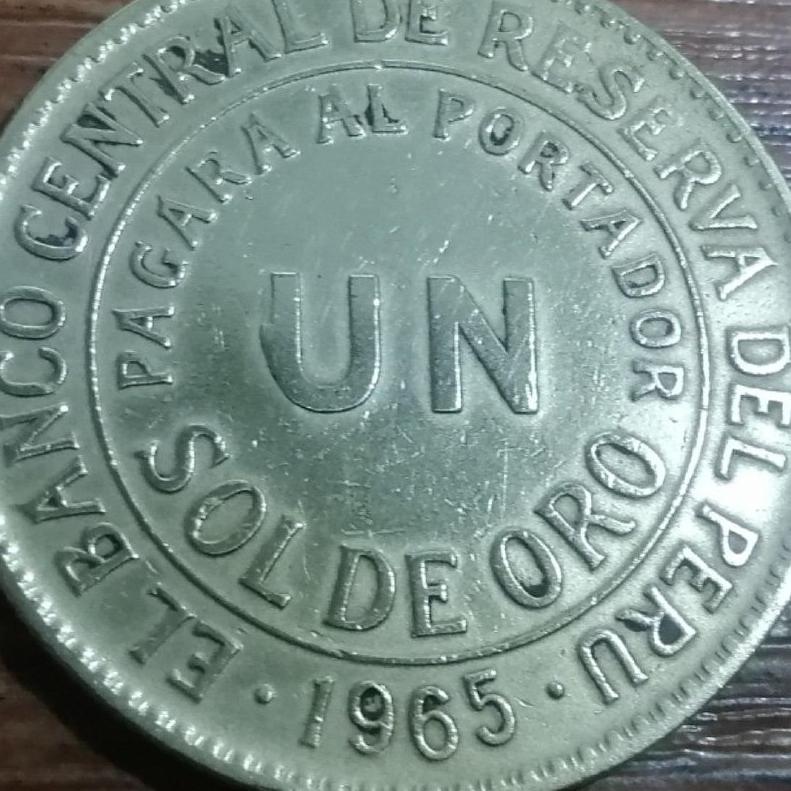 EL BANCO CENTRAL DE RESERVA DEL PERU
PAGARA AL PORTADOR
UN
SOL DE ORO
· 1965 ·